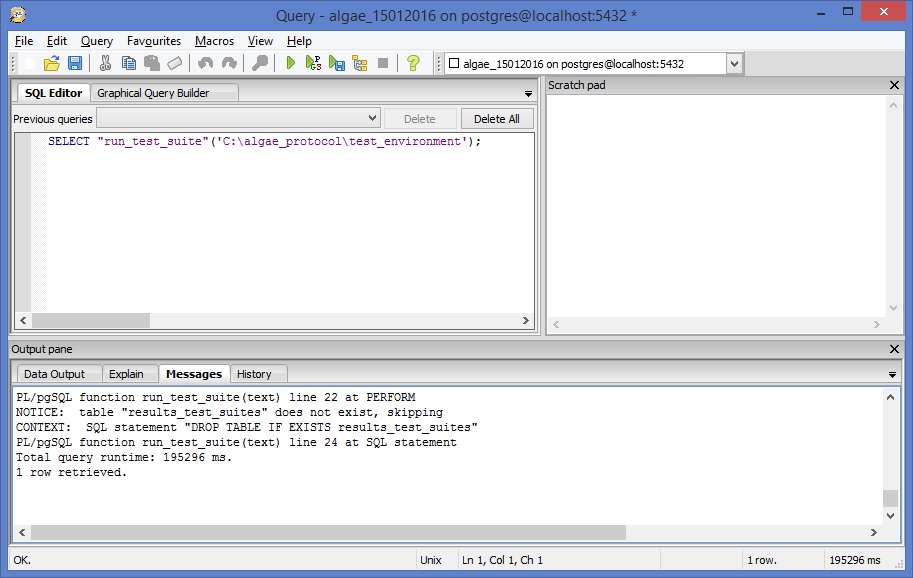 Query - algae_15012016 on postgres@localhost:5432 *
File Edit Query Favourites Macros View Help
algae_15012016 on postgres@localhost:5432
SQL Editor Graphical Query Builder
Scratch pad
Previous queries Delete Delete All
SELECT "run_test_suite"('C:\algae_protocol\test_environment');
Output pane
Data Output Explain Messages History
PL/pgSQL function run_test_suite(text) line 22 at PERFORM
NOTICE:  table "results_test_suites" does not exist, skipping
CONTEXT:  SQL statement "DROP TABLE IF EXISTS results_test_suites"
PL/pgSQL function run_test_suite(text) line 24 at SQL statement
Total query runtime: 195296 ms.
1 row retrieved.
OK. Unix Ln 1, Col 1, Ch 1 1 row. 195296 ms